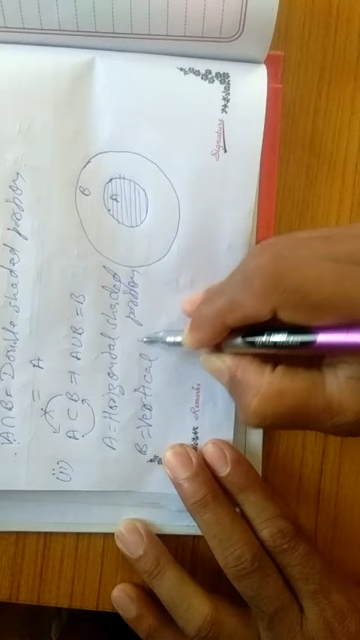 ∴ A∩B = Double shaded portion
= A
(ii) A ⊂ B ⇒ A∪B = B
B
A
A = Horizontal shaded portion
B = Vertical
Remarks
Signature